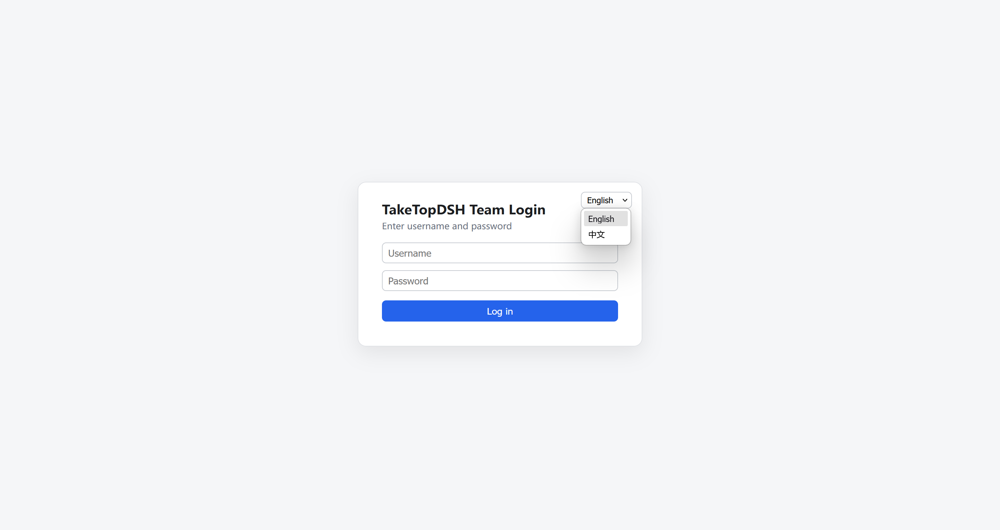 English
TakeTopDSH Team Login
English
Enter username and password
中文
Username
Password
Log in